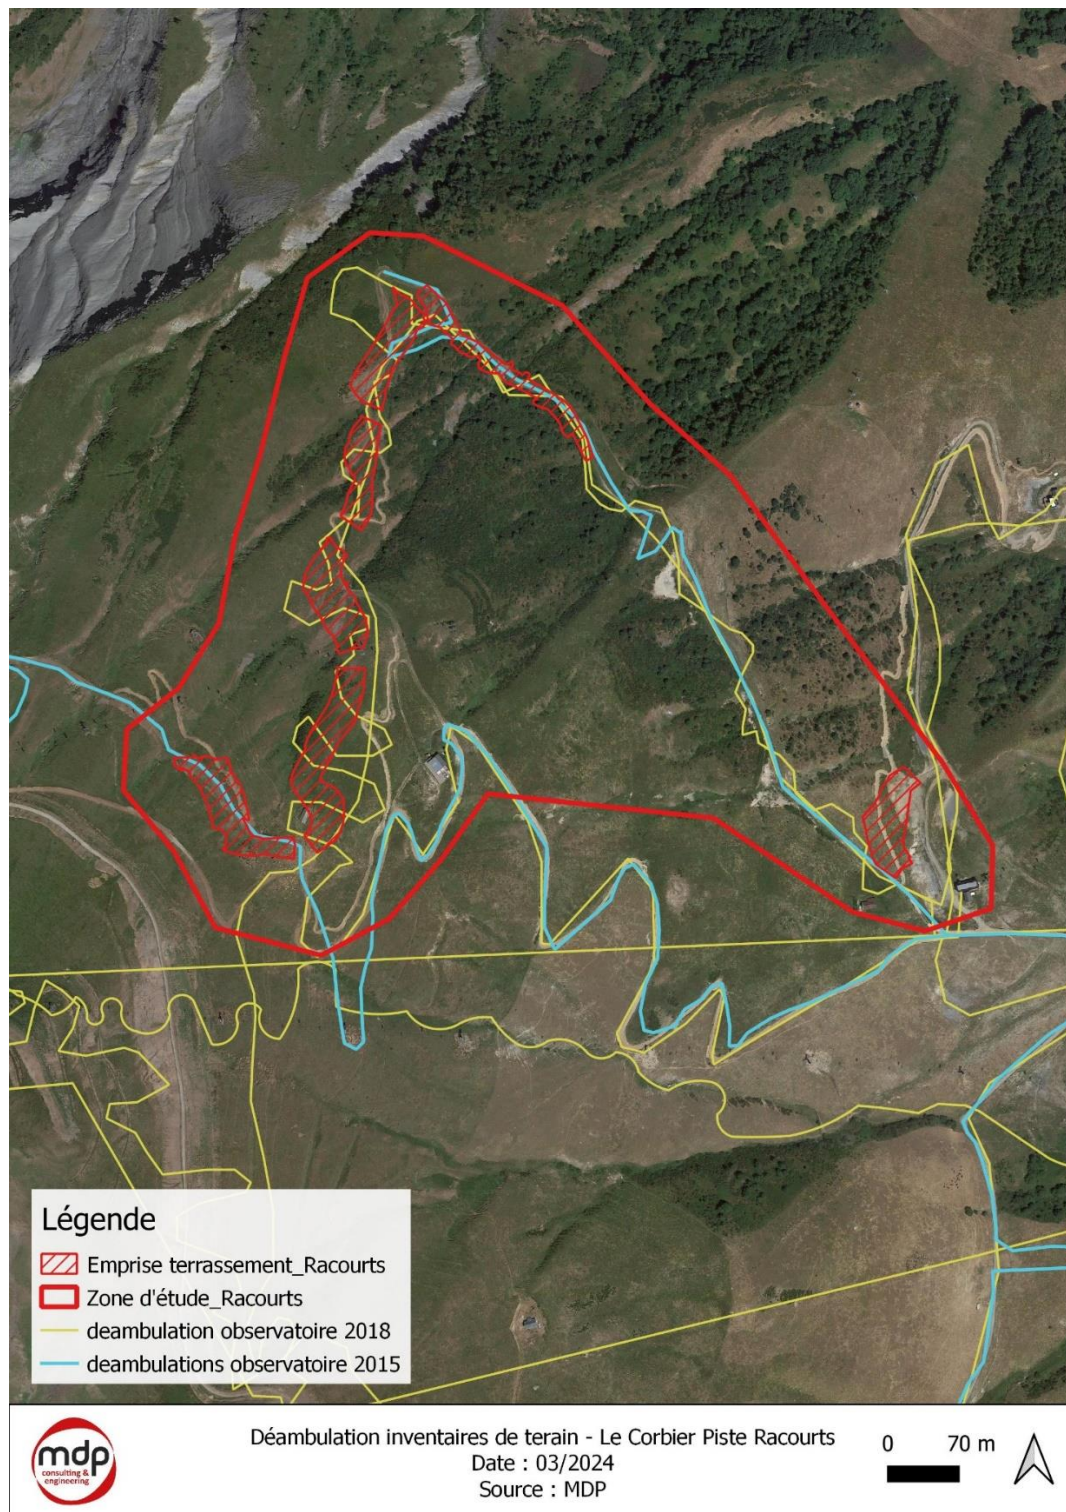 Légende
Emprise terrassement_Racourts
Zone d'étude_Racourts
deambulation observatoire 2018
deambulations observatoire 2015
mdp
consulting &
engineering
Déambulation inventaires de terain - Le Corbier Piste Racourts
Date : 03/2024
Source : MDP
0 70 m